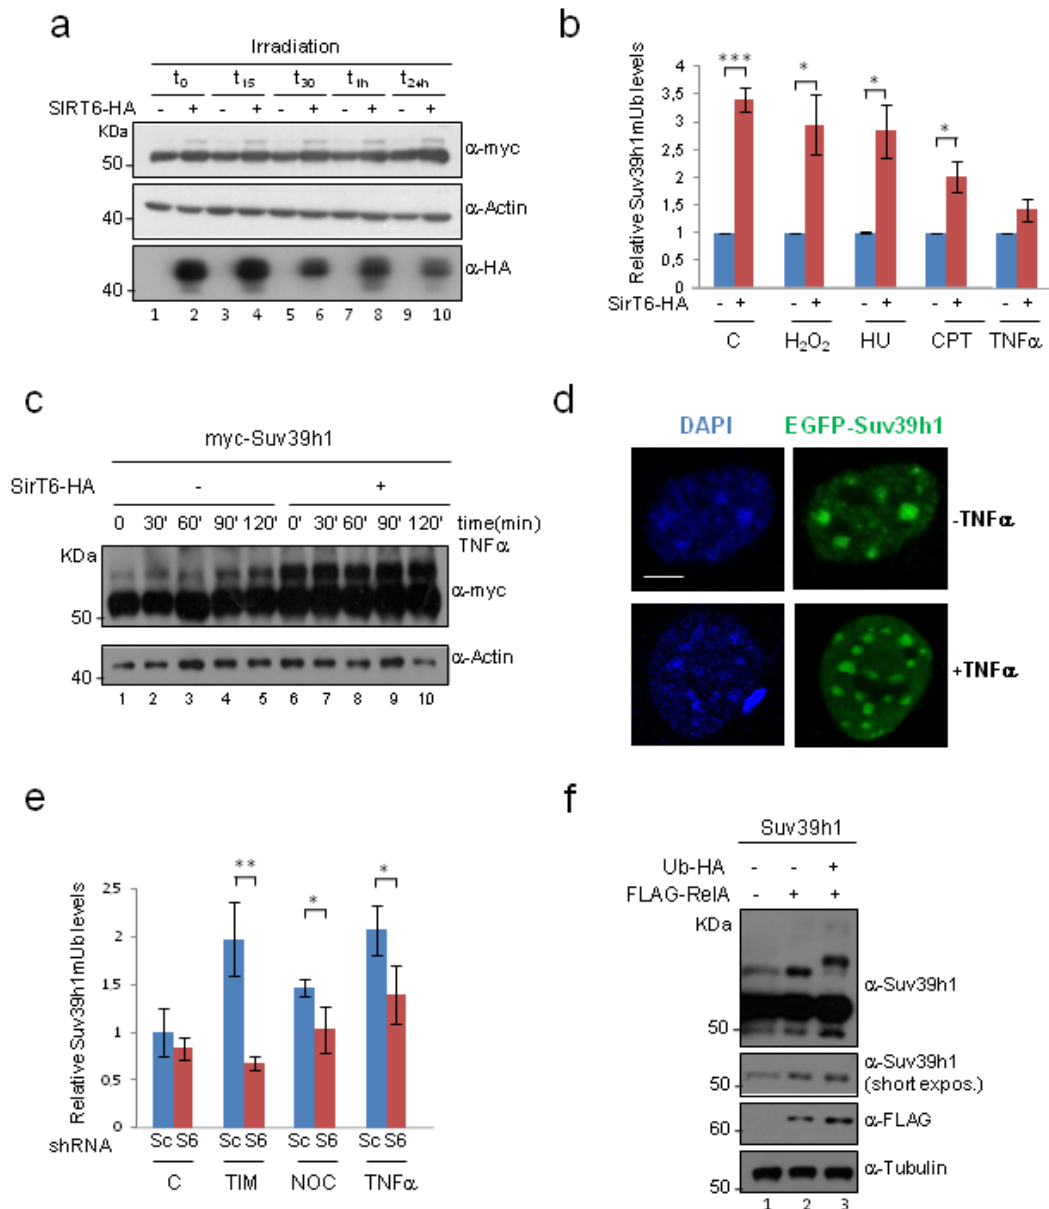 a
Irradiation
t0 t15 t30 t1h t24h
SIRT6-HA - + - + - + - + - +
KDa
50
α-myc
40
α-Actin
40
α-HA
1 2 3 4 5 6 7 8 9 10
b
Relative Suv39h1mUb levels
4
3,5
3
2,5
2
1,5
1
0,5
0
*** * * *
SirT6-HA - + - + - + - + - +
C H2O2 HU CPT TNFα
c
myc-Suv39h1
SirT6-HA - +
0 30' 60' 90' 120' 0' 30' 60' 90' 120' time(min)
TNFα
KDa
50
α-myc
40
α-Actin
1 2 3 4 5 6 7 8 9 10
d
DAPI EGFP-Suv39h1
-TNFα
+TNFα
e
Relative Suv39h1mUb levels
2,5
2
1,5
1
0,5
0
** * *
shRNA Sc S6 Sc S6 Sc S6 Sc S6
C TIM NOC TNFα
f
Suv39h1
Ub-HA - - +
FLAG-RelA - + +
KDa
50
α-Suv39h1
50
α-Suv39h1
(short expos.)
60
α-FLAG
50
α-Tubulin
1 2 3